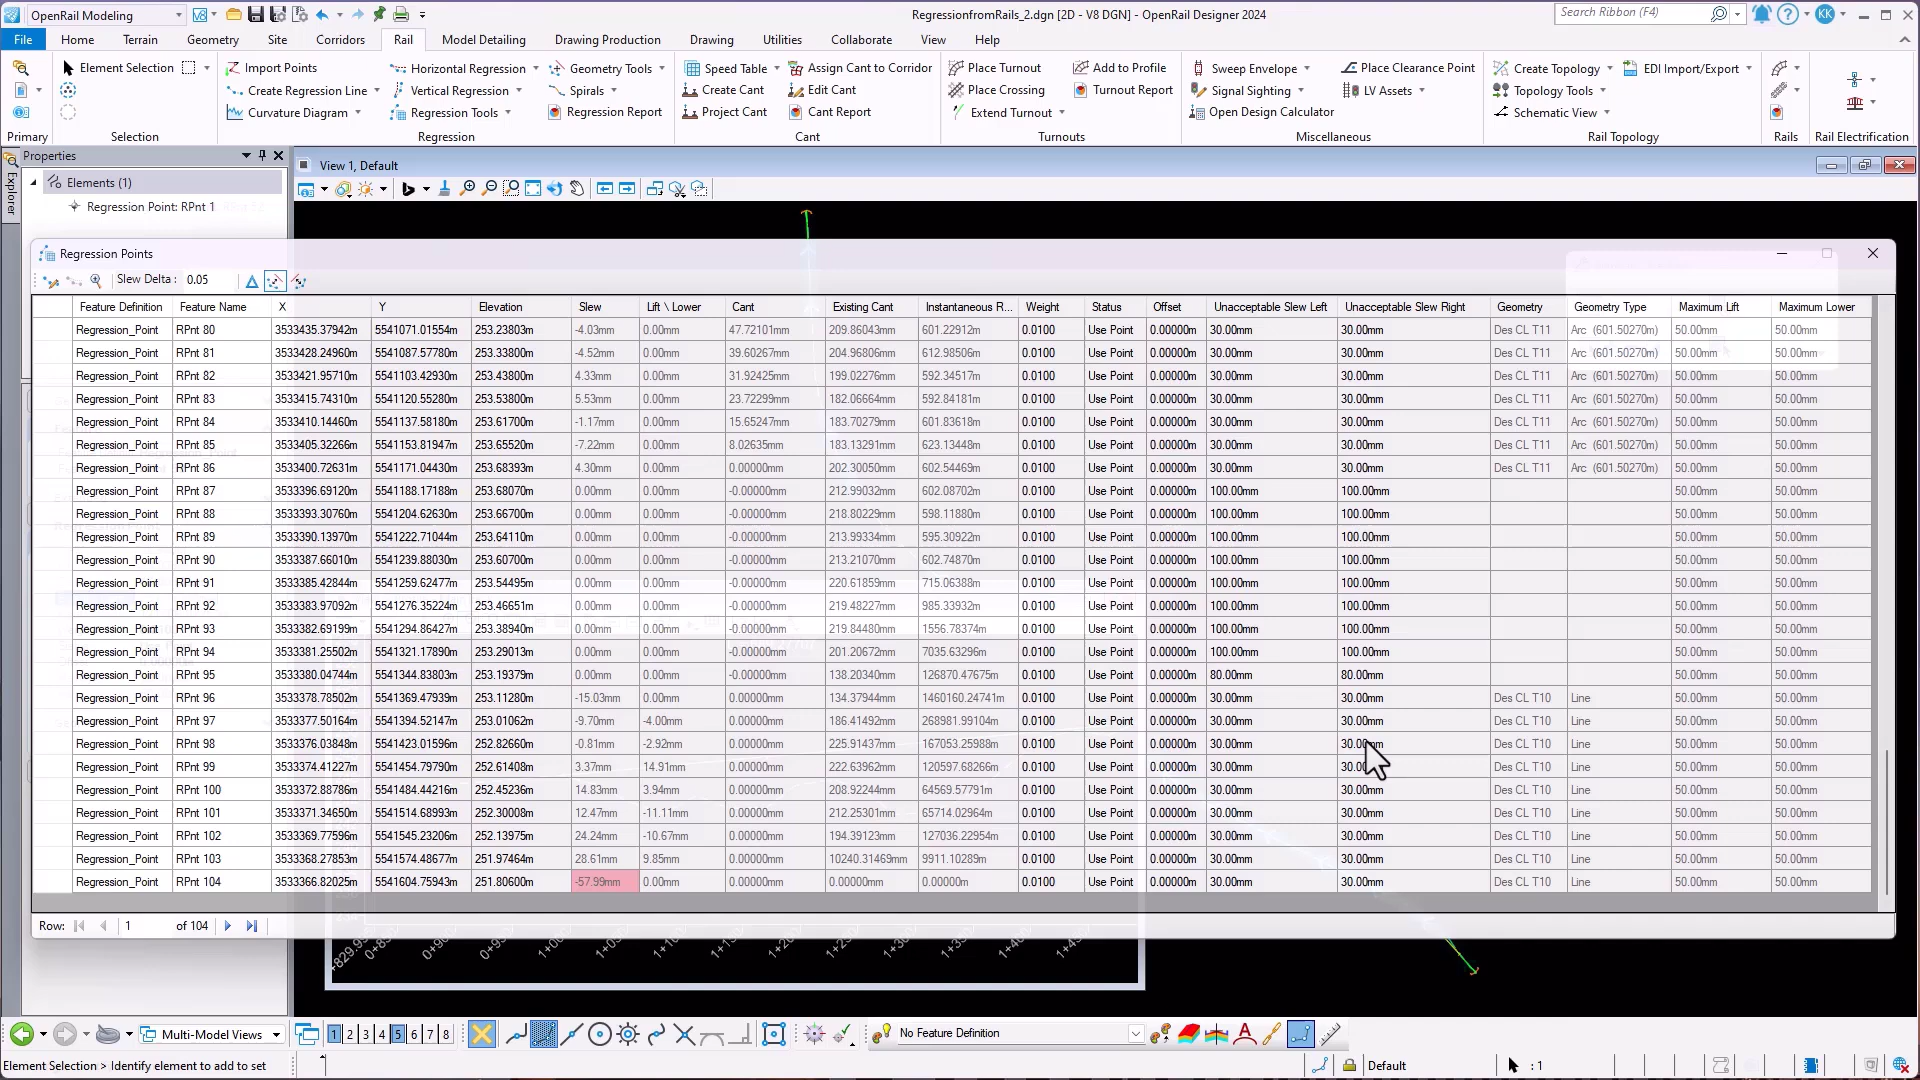 OpenRail Modeling
RegressionfromRails_2.dgn [2D - V8 DGN] - OpenRail Designer 2024
Search Ribbon (F4)
KK
File Home Terrain Geometry Site Corridors Rail Model Detailing Drawing Production Drawing Utilities Collaborate View Help
Element Selection Import Points Horizontal Regression Geometry Tools Speed Table Assign Cant to Corridor Place Turnout Add to Profile Sweep Envelope Place Clearance Point Create Topology EDI Import/Export
Create Regression Line Vertical Regression Spirals Create Cant Edit Cant Place Crossing Turnout Report Signal Sighting LV Assets Topology Tools
Curvature Diagram Regression Tools Regression Report Project Cant Cant Report Extend Turnout Open Design Calculator Schematic View
Primary Selection Regression Cant Turnouts Miscellaneous Rail Topology Rails Rail Electrification
Properties
View 1, Default
Explorer
Elements (1)
Regression Point: RPnt 1
Regression Points
Slew Delta : 0.05
Feature Definition Feature Name X Y Elevation Slew Lift \ Lower Cant Existing Cant Instantaneous R... Weight Status Offset Unacceptable Slew Left Unacceptable Slew Right Geometry Geometry Type Maximum Lift Maximum Lower
Regression_Point RPnt 80 3533435.37942m 5541071.01554m 253.23803m -4.03mm 0.00mm 47.72101mm 209.86043mm 601.22912m 0.0100 Use Point 0.00000m 30.00mm 30.00mm Des CL T11 Arc (601.50270m) 50.00mm 50.00mm
Regression_Point RPnt 81 3533428.24960m 5541087.57780m 253.33800m -4.52mm 0.00mm 39.60267mm 204.96806mm 612.98506m 0.0100 Use Point 0.00000m 30.00mm 30.00mm Des CL T11 Arc (601.50270m) 50.00mm 50.00mm
Regression_Point RPnt 82 3533421.95710m 5541103.42930m 253.43800m 4.33mm 0.00mm 31.92425mm 199.02276mm 592.34517m 0.0100 Use Point 0.00000m 30.00mm 30.00mm Des CL T11 Arc (601.50270m) 50.00mm 50.00mm
Regression_Point RPnt 83 3533415.74310m 5541120.55280m 253.53800m 5.53mm 0.00mm 23.72299mm 182.06664mm 592.84181m 0.0100 Use Point 0.00000m 30.00mm 30.00mm Des CL T11 Arc (601.50270m) 50.00mm 50.00mm
Regression_Point RPnt 84 3533410.14460m 5541137.58180m 253.61700m -1.17mm 0.00mm 15.65247mm 183.70279mm 601.83618m 0.0100 Use Point 0.00000m 30.00mm 30.00mm Des CL T11 Arc (601.50270m) 50.00mm 50.00mm
Regression_Point RPnt 85 3533405.32266m 5541153.81947m 253.65520m -7.22mm 0.00mm 8.02635mm 183.13291mm 623.13448m 0.0100 Use Point 0.00000m 30.00mm 30.00mm Des CL T11 Arc (601.50270m) 50.00mm 50.00mm
Regression_Point RPnt 86 3533400.72631m 5541171.04430m 253.68393m 4.30mm 0.00mm 0.00000mm 202.30050mm 602.54469m 0.0100 Use Point 0.00000m 30.00mm 30.00mm Des CL T11 Arc (601.50270m) 50.00mm 50.00mm
Regression_Point RPnt 87 3533396.69120m 5541188.17188m 253.68070m 0.00mm 0.00mm -0.00000mm 212.99032mm 602.08702m 0.0100 Use Point 0.00000m 100.00mm 100.00mm 50.00mm 50.00mm
Regression_Point RPnt 88 3533393.30760m 5541204.62630m 253.66700m 0.00mm 0.00mm -0.00000mm 218.80229mm 598.11880m 0.0100 Use Point 0.00000m 100.00mm 100.00mm 50.00mm 50.00mm
Regression_Point RPnt 89 3533390.13970m 5541222.71044m 253.64110m 0.00mm 0.00mm -0.00000mm 213.99334mm 595.30922m 0.0100 Use Point 0.00000m 100.00mm 100.00mm 50.00mm 50.00mm
Regression_Point RPnt 90 3533387.66010m 5541239.88030m 253.60700m 0.00mm 0.00mm -0.00000mm 213.21070mm 602.74870m 0.0100 Use Point 0.00000m 100.00mm 100.00mm 50.00mm 50.00mm
Regression_Point RPnt 91 3533385.42844m 5541259.62477m 253.54495m 0.00mm 0.00mm -0.00000mm 220.61859mm 715.06388m 0.0100 Use Point 0.00000m 100.00mm 100.00mm 50.00mm 50.00mm
Regression_Point RPnt 92 3533383.97092m 5541276.35224m 253.46651m 0.00mm 0.00mm -0.00000mm 219.48227mm 985.33932m 0.0100 Use Point 0.00000m 100.00mm 100.00mm 50.00mm 50.00mm
Regression_Point RPnt 93 3533382.69199m 5541294.86427m 253.38940m 0.00mm 0.00mm -0.00000mm 219.84480mm 1556.78374m 0.0100 Use Point 0.00000m 100.00mm 100.00mm 50.00mm 50.00mm
Regression_Point RPnt 94 3533381.25502m 5541321.17890m 253.29013m 0.00mm 0.00mm -0.00000mm 201.20672mm 7035.63296m 0.0100 Use Point 0.00000m 100.00mm 100.00mm 50.00mm 50.00mm
Regression_Point RPnt 95 3533380.04744m 5541344.83803m 253.19379m 0.00mm 0.00mm -0.00000mm 138.20340mm 126870.47675m 0.0100 Use Point 0.00000m 80.00mm 80.00mm 50.00mm 50.00mm
Regression_Point RPnt 96 3533378.78502m 5541369.47939m 253.11280m -15.03mm 0.00mm 0.00000mm 134.37944mm 1460160.24741m 0.0100 Use Point 0.00000m 30.00mm 30.00mm Des CL T10 Line 50.00mm 50.00mm
Regression_Point RPnt 97 3533377.50164m 5541394.52147m 253.01062m -9.70mm -4.00mm 0.00000mm 186.41492mm 268981.99104m 0.0100 Use Point 0.00000m 30.00mm 30.00mm Des CL T10 Line 50.00mm 50.00mm
Regression_Point RPnt 98 3533376.03848m 5541423.01596m 252.82660m -0.81mm -2.92mm 0.00000mm 225.91437mm 167053.25988m 0.0100 Use Point 0.00000m 30.00mm 30.00mm Des CL T10 Line 50.00mm 50.00mm
Regression_Point RPnt 99 3533374.41227m 5541454.79790m 252.61408m 3.37mm 14.91mm 0.00000mm 222.63962mm 120597.68266m 0.0100 Use Point 0.00000m 30.00mm Des CL T10 Line 50.00mm 50.00mm
Regression_Point RPnt 100 3533372.88786m 5541484.44216m 252.45236m 14.83mm 3.94mm 0.00000mm 208.92244mm 64569.57791m 0.0100 Use Point 0.00000m 30.00mm 30.00mm Des CL T10 Line 50.00mm 50.00mm
Regression_Point RPnt 101 3533371.34650m 5541514.68993m 252.30008m 12.47mm -11.11mm 0.00000mm 212.25301mm 65714.02964m 0.0100 Use Point 0.00000m 30.00mm 30.00mm Des CL T10 Line 50.00mm 50.00mm
Regression_Point RPnt 102 3533369.77596m 5541545.23206m 252.13975m 24.24mm -10.67mm 0.00000mm 194.39123mm 127036.22954m 0.0100 Use Point 0.00000m 30.00mm 30.00mm Des CL T10 Line 50.00mm 50.00mm
Regression_Point RPnt 103 3533368.27853m 5541574.48677m 251.97464m 28.61mm 9.85mm 0.00000mm 10240.31469mm 9911.10289m 0.0100 Use Point 0.00000m 30.00mm 30.00mm Des CL T10 Line 50.00mm 50.00mm
Regression_Point RPnt 104 3533366.82025m 5541604.75943m 251.80600m -57.99mm 0.00mm 0.00000mm 0.00000mm 0.00000m 0.0100 Use Point 0.00000m 30.00mm 30.00mm Des CL T10 Line 50.00mm 50.00mm
Row: 1 of 104
Multi-Model Views 1 2 3 4 5 6 7 8 No Feature Definition
Element Selection > Identify element to add to set Default : 1